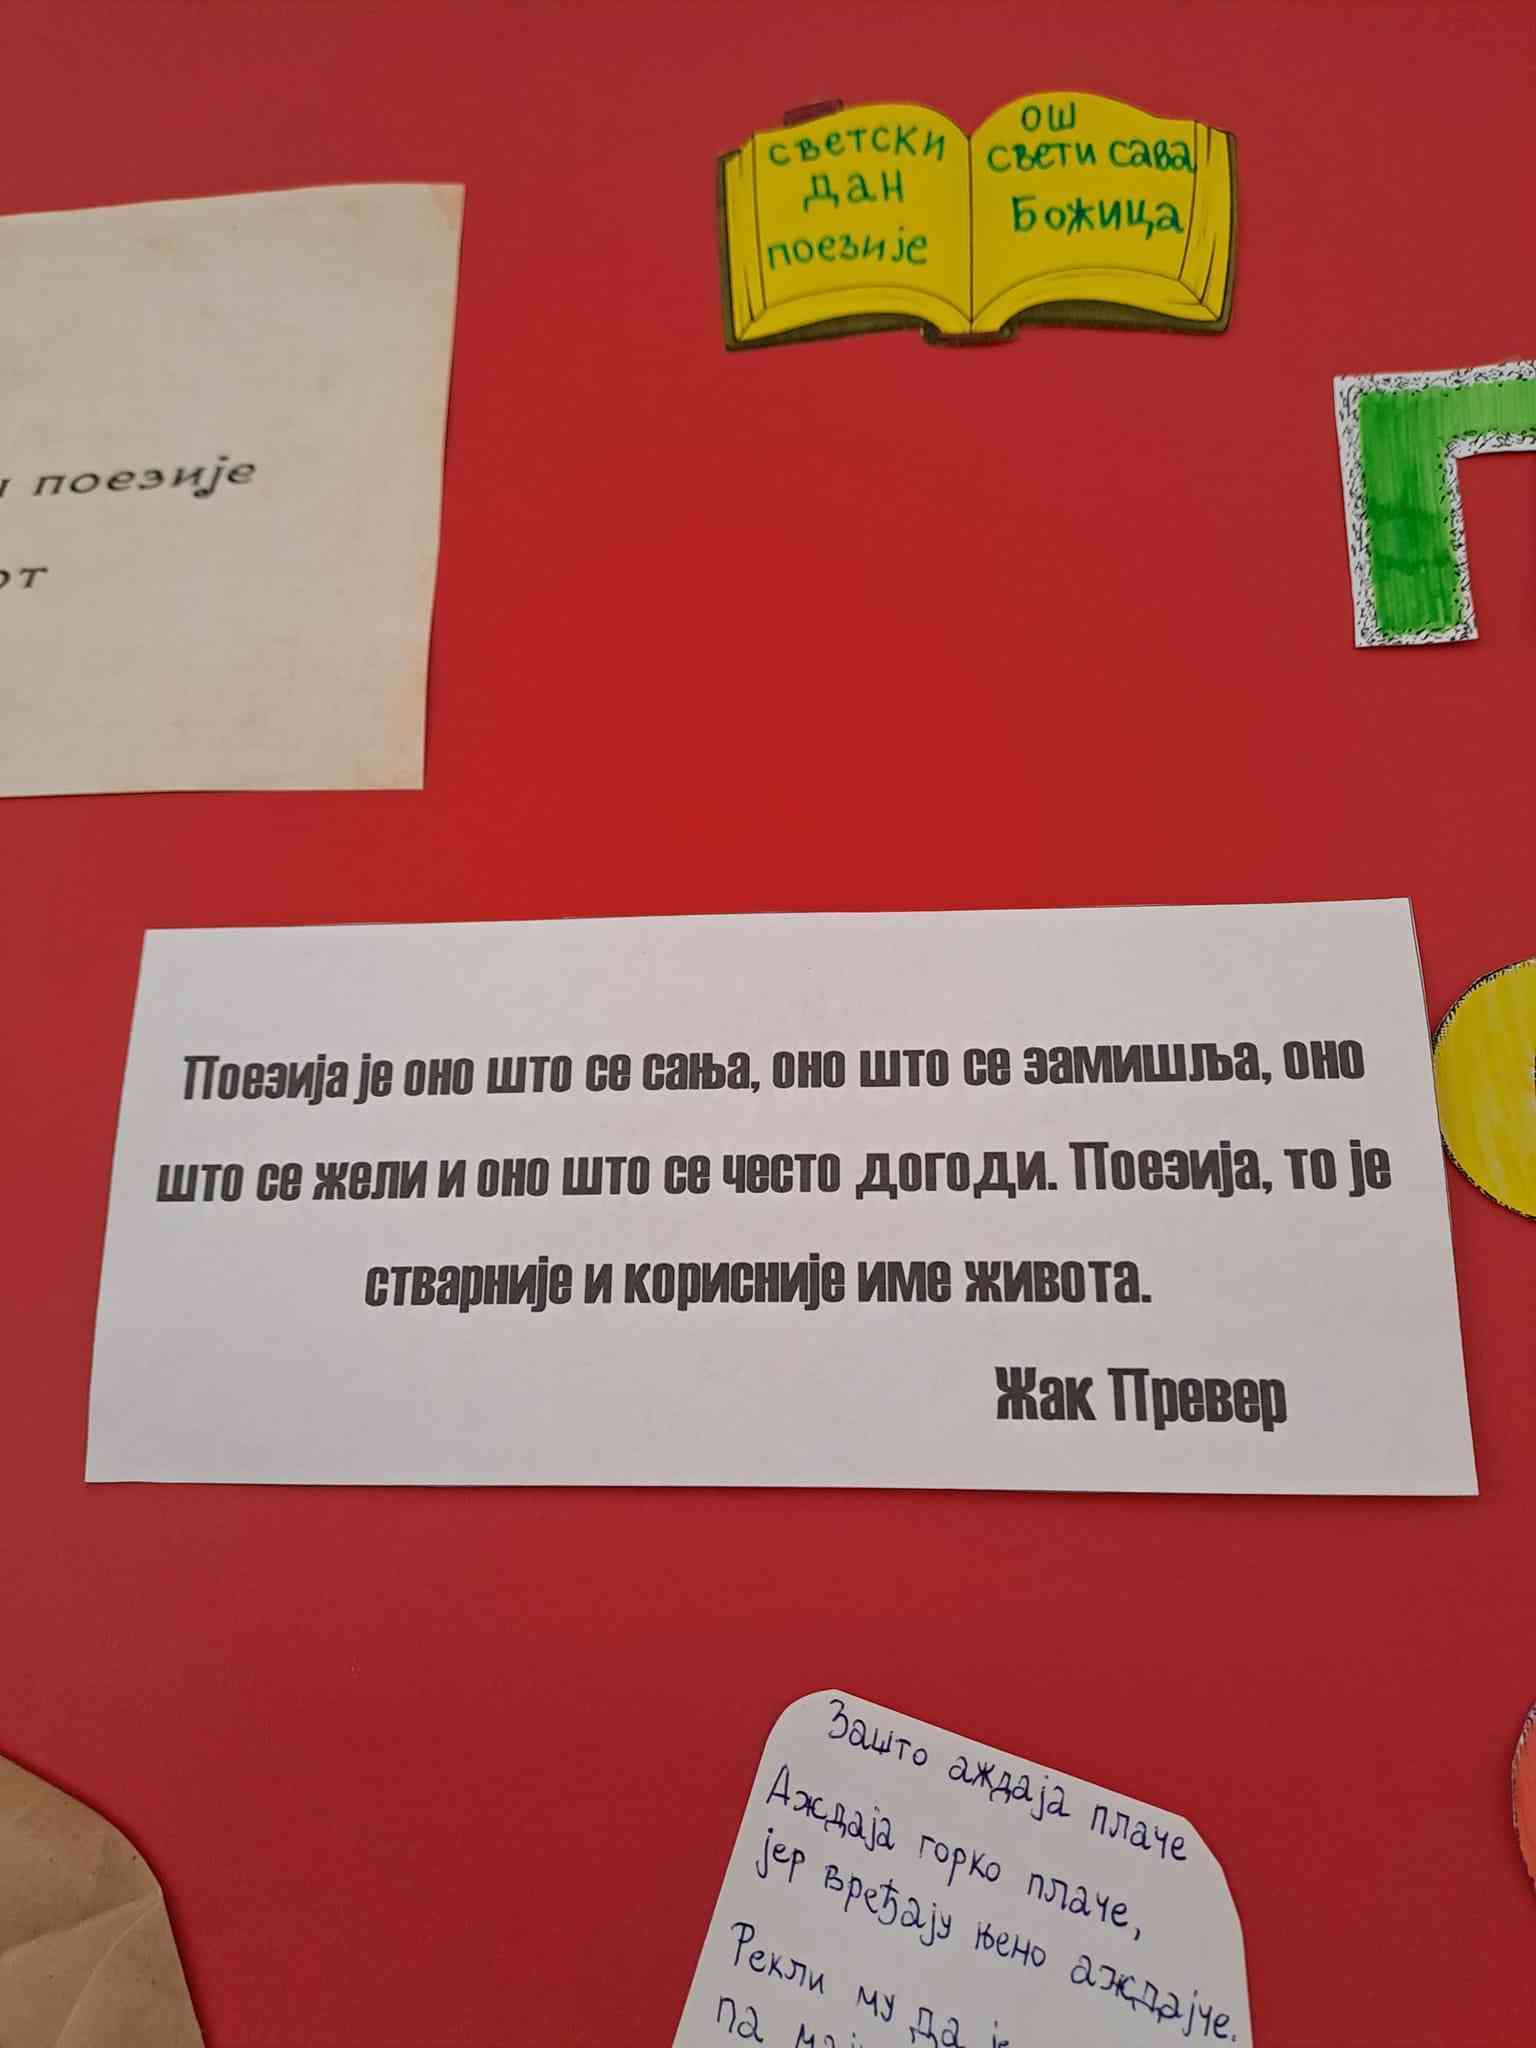 светски
дан
поезије
ош
свети сава
Божица
поезије
П
Поезија је оно што се сања, оно што се замишља, оно
што се жели и оно што се често догоди. Поезија, то је
стварније и корисније име живота.
Жак Превер
Зашто аждаја плаче
Аждаја горко плаче,
јер вређају њено аждајче.
Рекли му да је
па